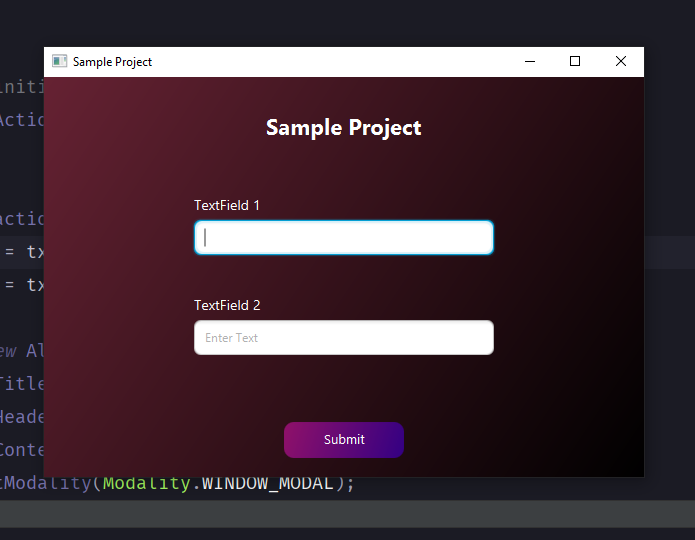 Sample Project
initi
Actio
Sample Project
TextField 1
actio
= tx
= tx
TextField 2
Enter Text
ew Al
Title
Heade
Submit
Conte
tModality(Modality.WINDOW_MODAL);